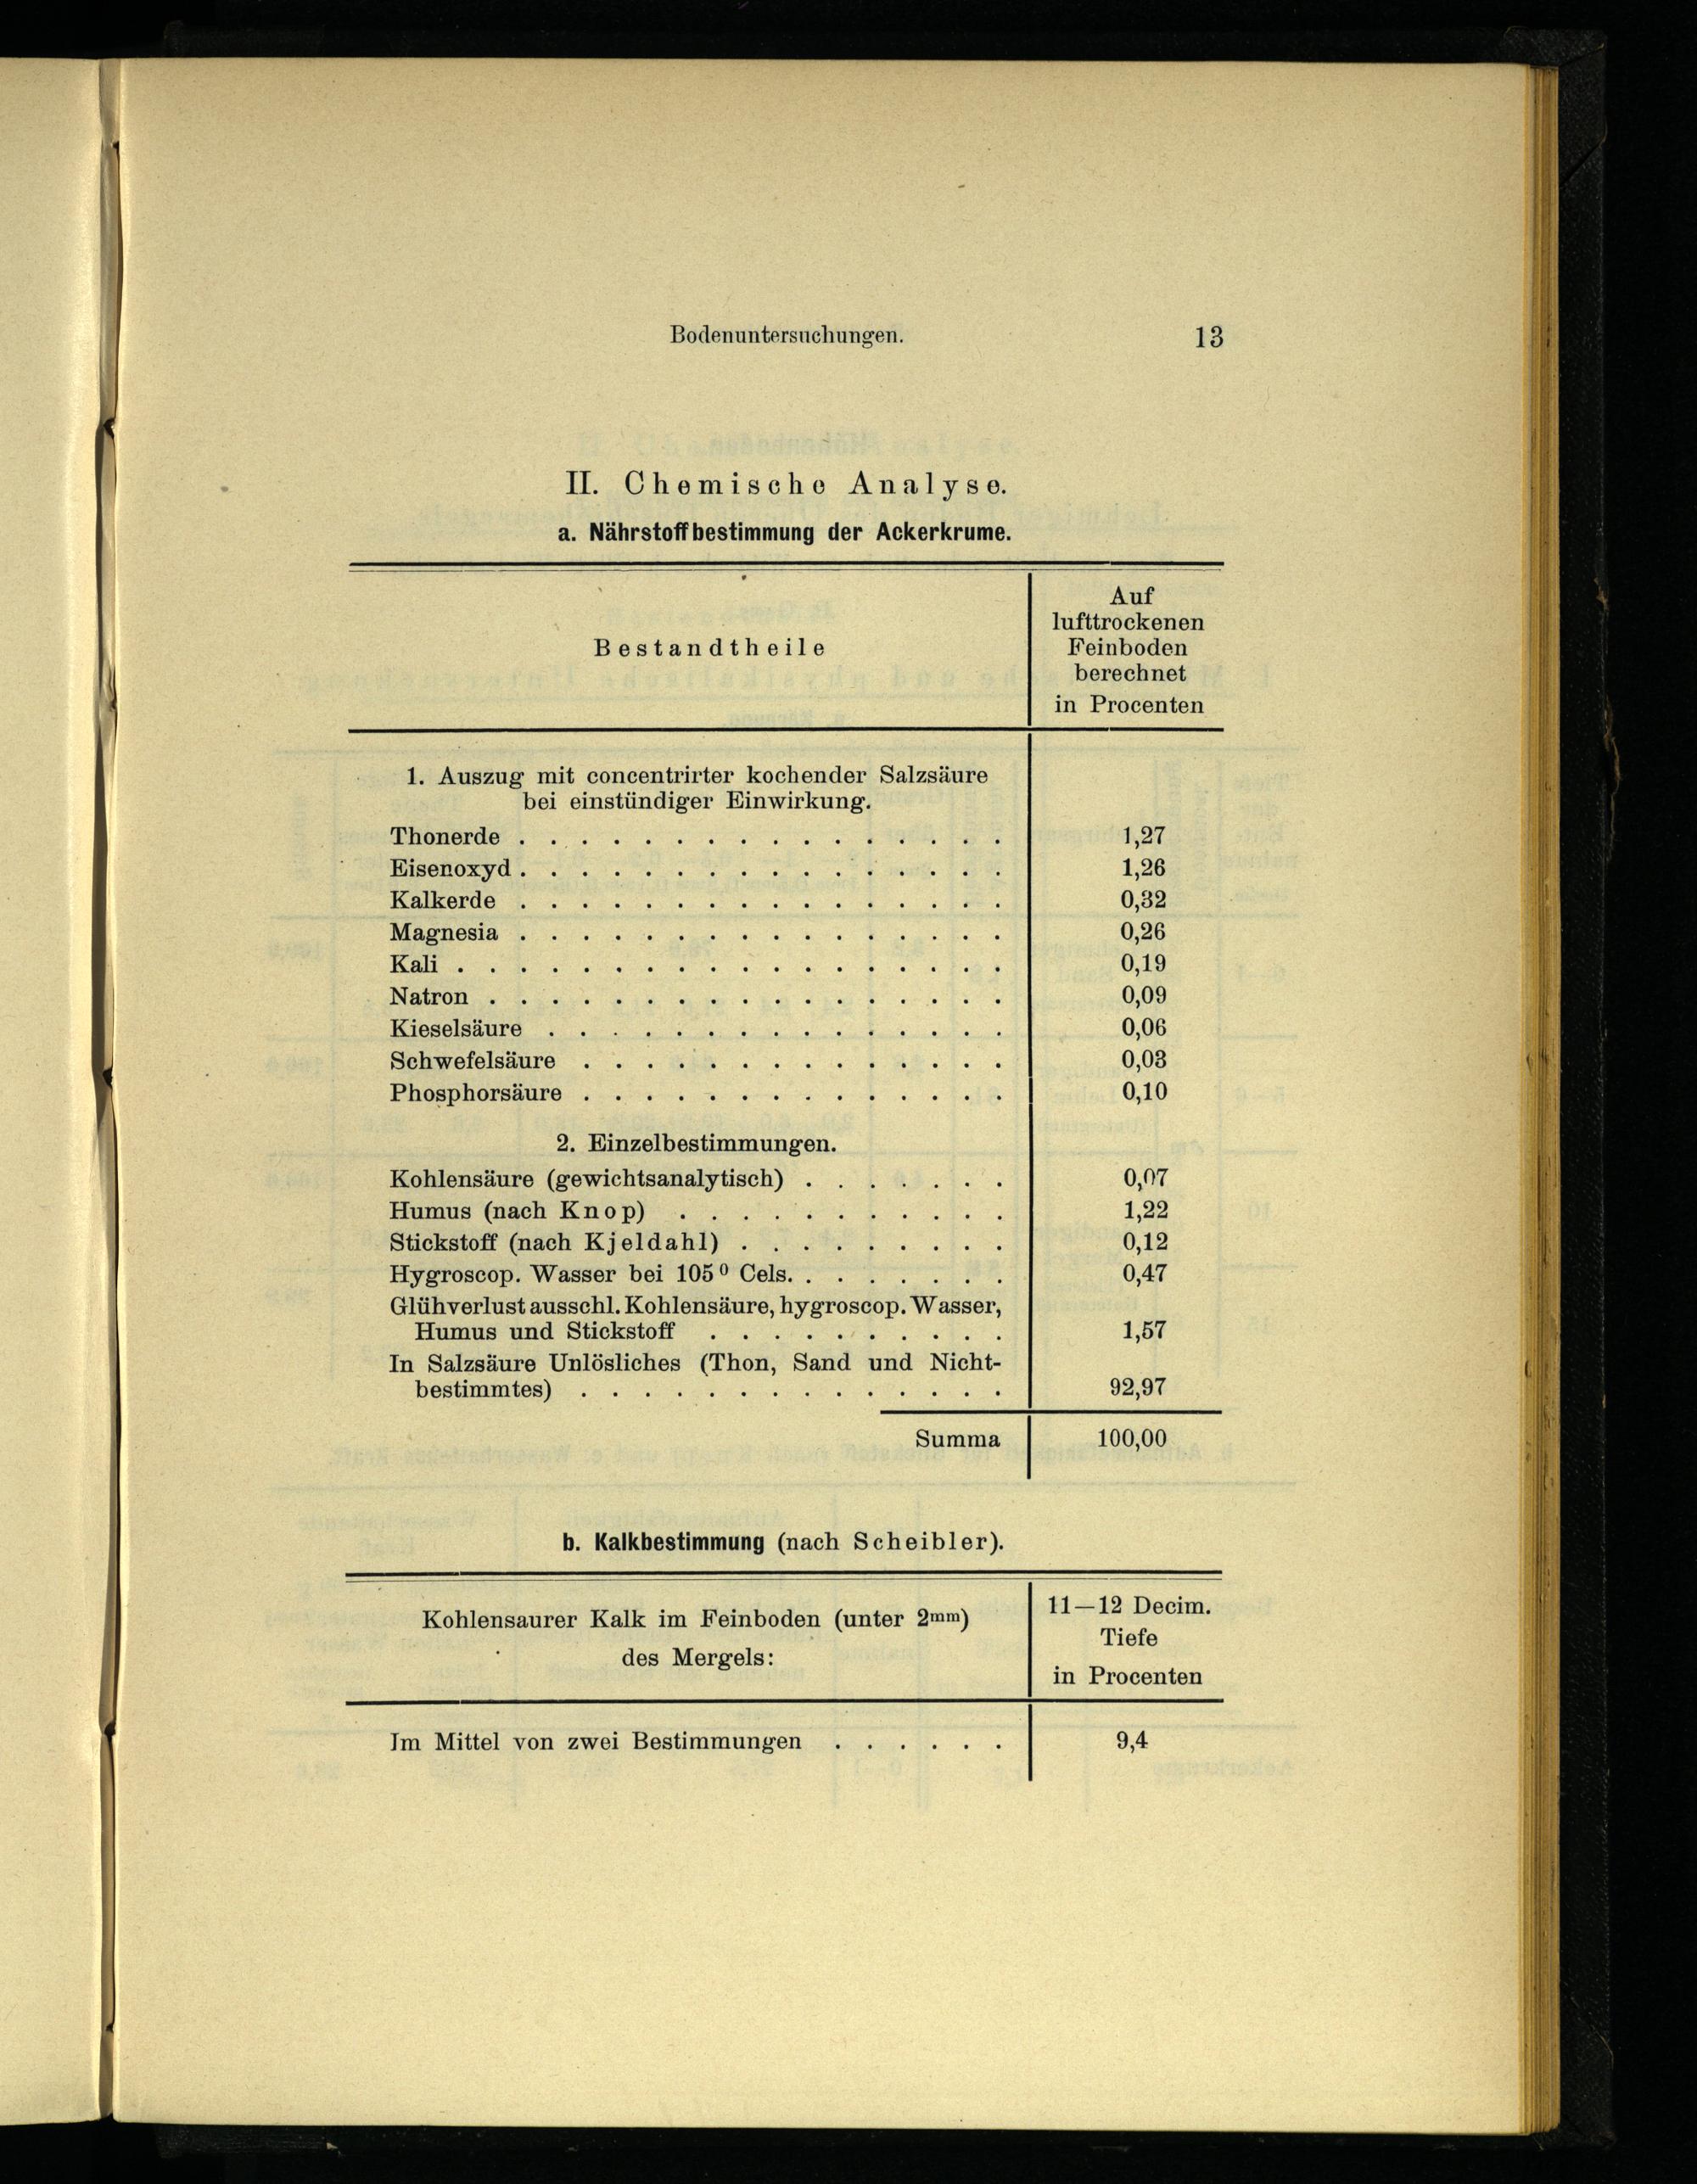 Bodenuntersuchungen. 13
II. Chemische Analyse.
a. Nährstoffbestimmung der Ackerkrume.
Bestandtheile
Auf
lufttrockenen
Feinboden
berechnet
in Procenten
1. Auszug mit concentrirter kochender Salzsäure
bei einstündiger Einwirkung.
Thonerde . . . . . . . . . . . . . . . . 1,27
Eisenoxyd . . . . . . . . . . . . . . . . 1,26
Kalkerde . . . . . . . . . . . . . . . . 0,32
Magnesia . . . . . . . . . . . . . . . . 0,26
Kali . . . . . . . . . . . . . . . . . . 0,19
Natron . . . . . . . . . . . . . . . . . 0,09
Kieselsäure . . . . . . . . . . . . . . . 0,06
Schwefelsäure . . . . . . . . . . . . . . 0,03
Phosphorsäure . . . . . . . . . . . . . . 0,10
2. Einzelbestimmungen.
Kohlensäure (gewichtsanalytisch) . . . . . . . 0,07
Humus (nach Knop) . . . . . . . . . . . 1,22
Stickstoff (nach Kjeldahl) . . . . . . . . . 0,12
Hygroscop. Wasser bei 105° Cels. . . . . . . . 0,47
Glühverlust ausschl. Kohlensäure, hygroscop. Wasser,
Humus und Stickstoff . . . . . . . . . . 1,57
In Salzsäure Unlösliches (Thon, Sand und Nicht-
bestimmtes) . . . . . . . . . . . . . . 92,97
Summa 100,00
b. Kalkbestimmung (nach Scheibler).
Kohlensaurer Kalk im Feinboden (unter 2mm)
des Mergels:
11—12 Decim.
Tiefe
in Procenten
Im Mittel von zwei Bestimmungen . . . . . . 9,4